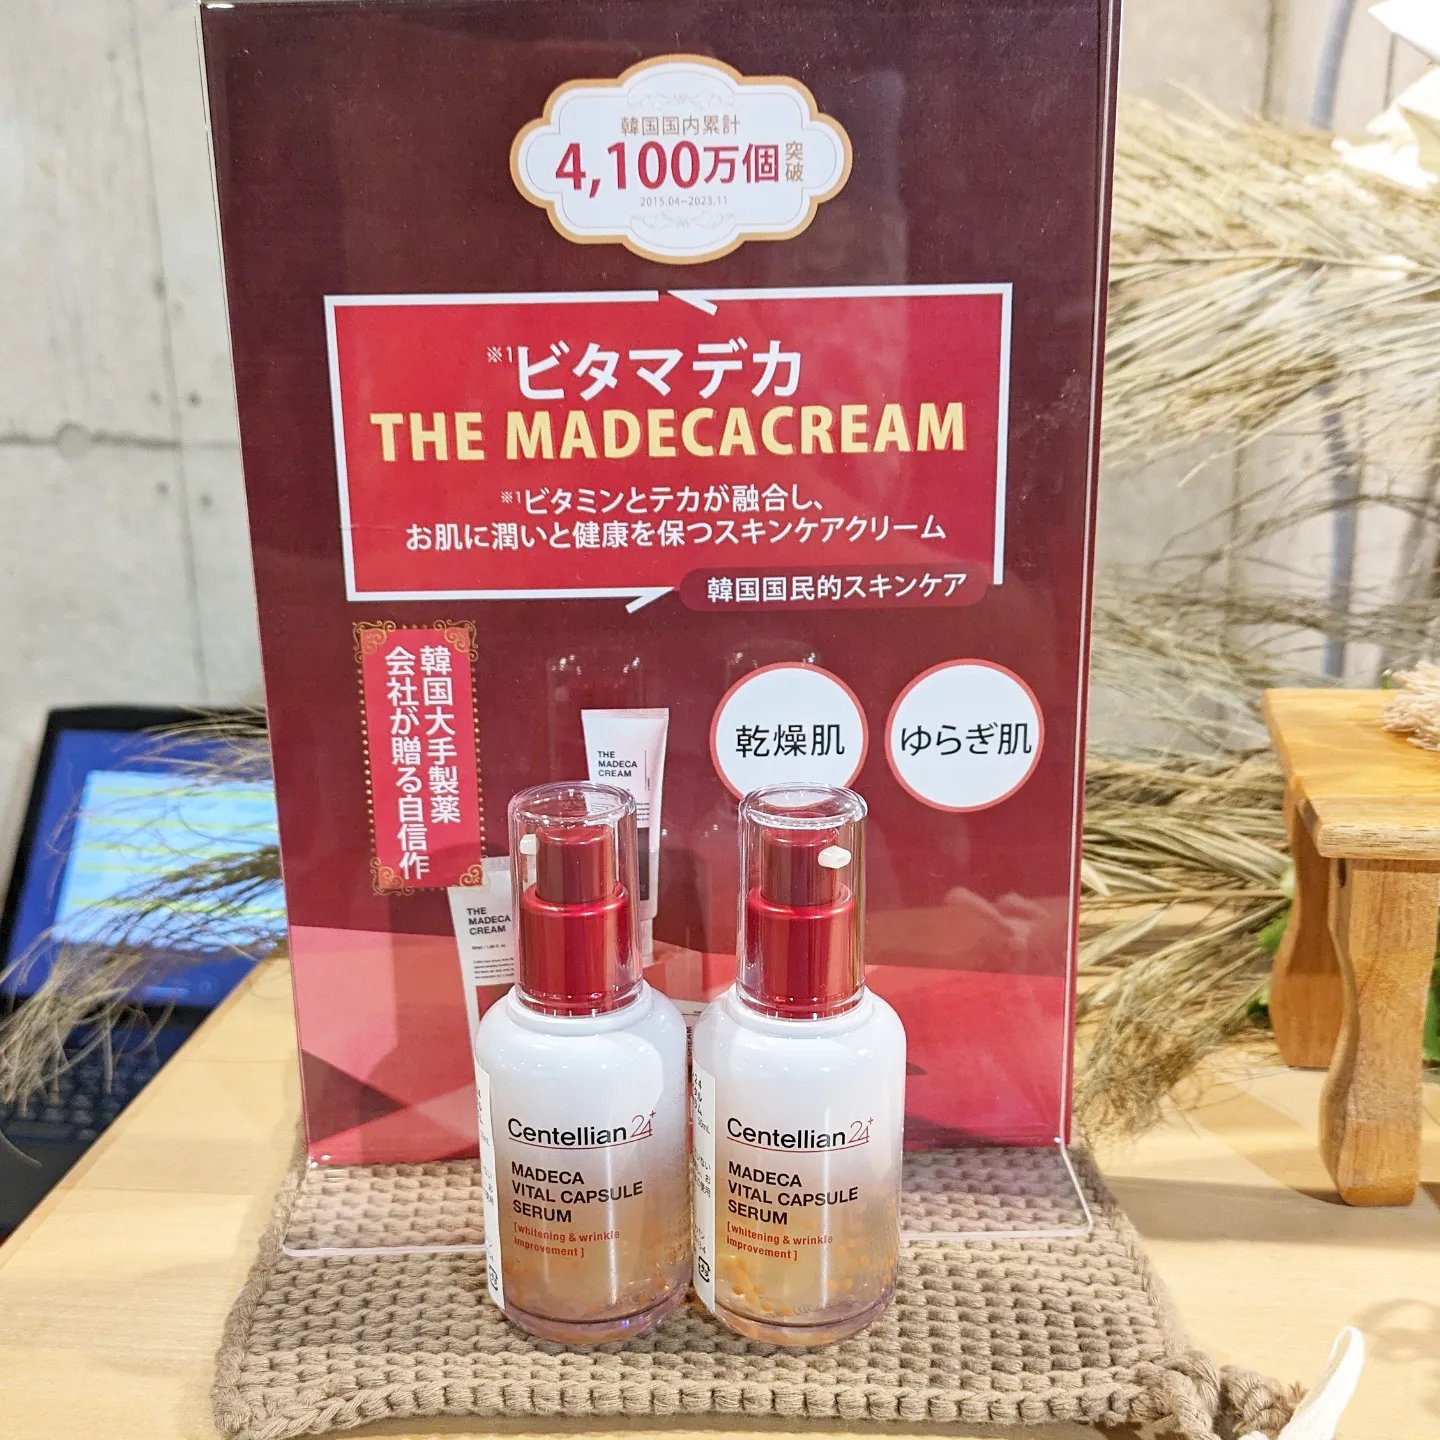 韓国国内累計
4,100万個突破
2015.04~2023.11
※1ビタマデカ
THE MADECACREAM
※1ビタミンとテカが融合し、
お肌に潤いと健康を保つスキンケアクリーム
韓国国民的スキンケア
韓国大手製薬
会社が贈る自信作
乾燥肌
ゆらぎ肌
THE
MADECA
CREAM
THE
MADECA
CREAM
Centellian24+
MADECA
VITAL CAPSULE
SERUM
[whitening & wrinkle
improvement]
Centellian24+
MADECA
VITAL CAPSULE
SERUM
[whitening & wrinkle
improvement]